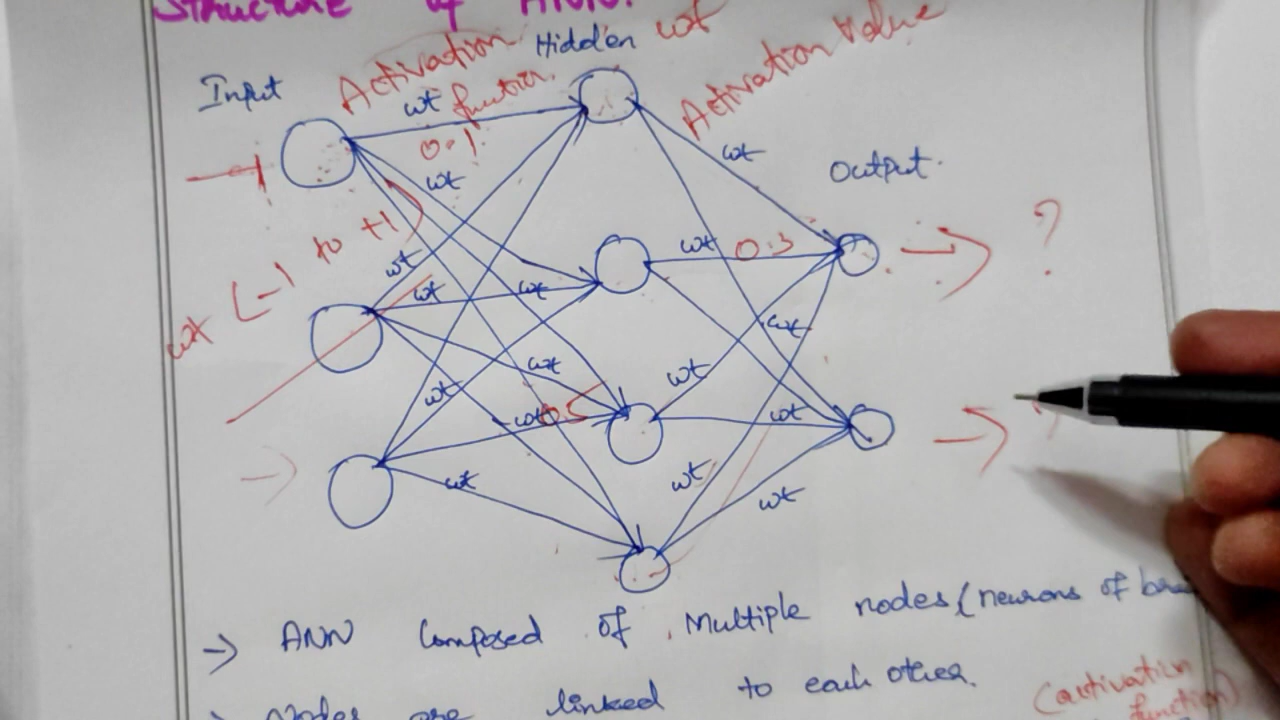 Structure of ANN.
Input
Activation function.
Hidden
wt
Activation Value
Output.
wt
0.1
wt
wt (-1 to +1)
wt
wt
wt
wt
wt
wt 0.5
wt
wt
wt 0.3
wt
wt
wt
wt
wt
?
?
→ ANN Composed of Multiple nodes (neurons of
→ Nodes are linked to each other.
(activation function)